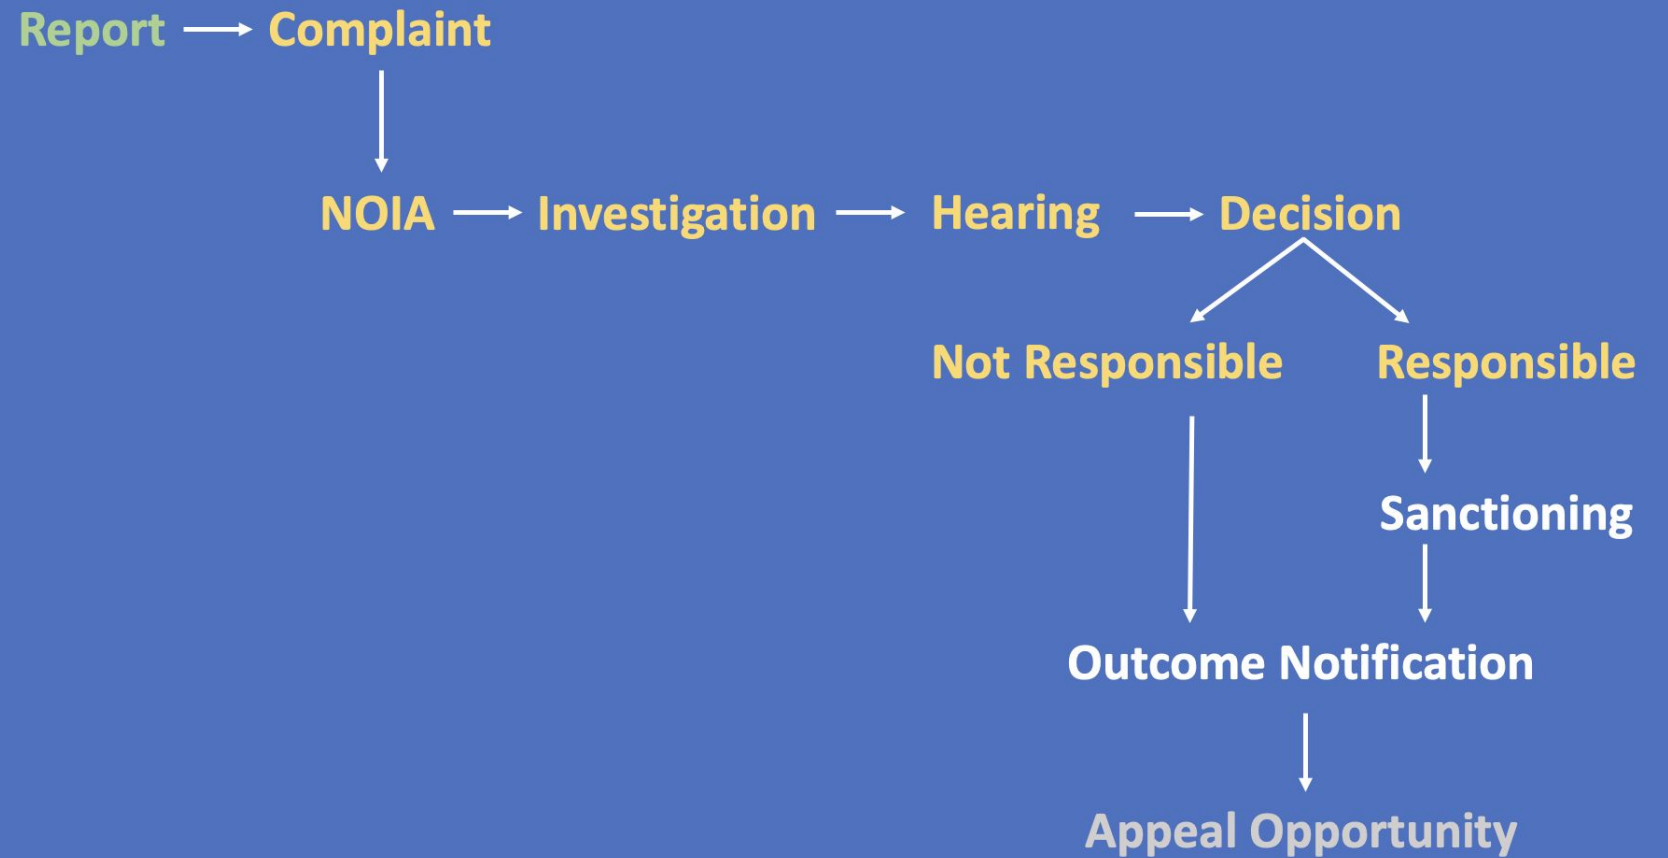 Report Complaint
NOIA Investigation Hearing Decision
Not Responsible Responsible
Sanctioning
Outcome Notification
Appeal Opportunity